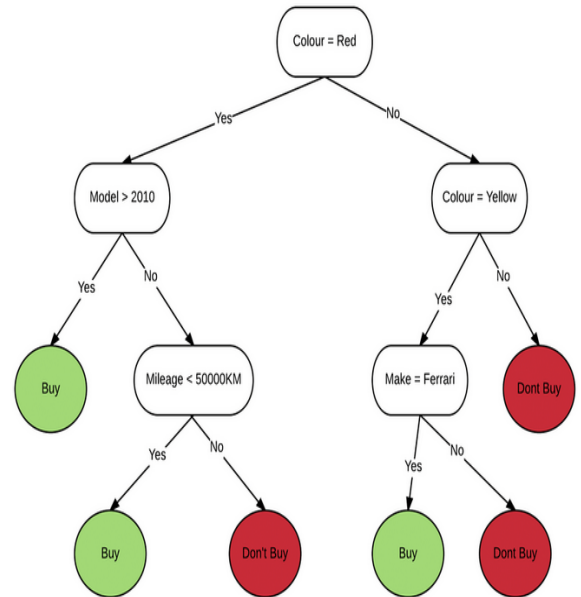 Colour = Red
Yes
No
Model > 2010
Colour = Yellow
Yes
No
Yes
No
Buy
Mileage < 50000KM
Make = Ferrari
Dont Buy
Yes
No
Yes
No
Buy
Don't Buy
Buy
Dont Buy